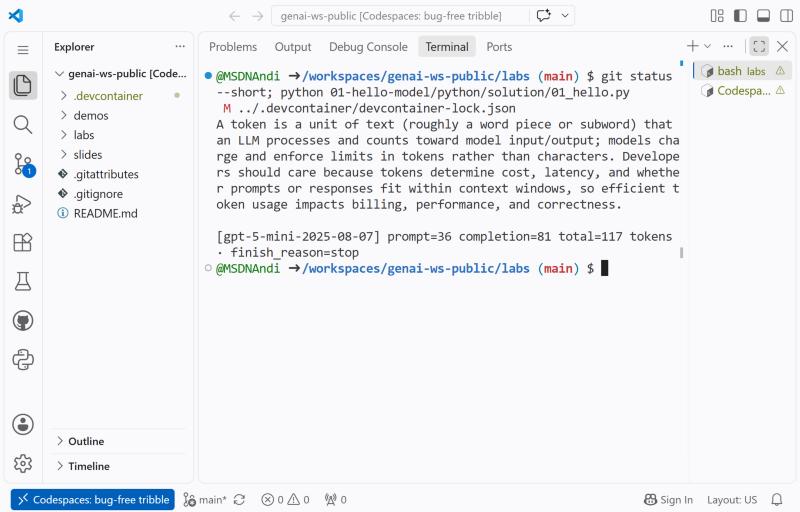 genai-ws-public [Codespaces: bug-free tribble]
Explorer
genai-ws-public [Code...
.devcontainer
demos
labs
slides
.gitattributes
.gitignore
README.md
Outline
Timeline
Problems
Output
Debug Console
Terminal
Ports
@MSDNAndi ➜/workspaces/genai-ws-public/labs (main) $ git status
--short; python 01-hello-model/python/solution/01_hello.py
M ../.devcontainer/devcontainer-lock.json
A token is a unit of text (roughly a word piece or subword) that
an LLM processes and counts toward model input/output; models cha
rge and enforce limits in tokens rather than characters. Develope
rs should care because tokens determine cost, latency, and whethe
r prompts or responses fit within context windows, so efficient t
oken usage impacts billing, performance, and correctness.
[gpt-5-mini-2025-08-07] prompt=36 completion=81 total=117 tokens
· finish_reason=stop
@MSDNAndi ➜/workspaces/genai-ws-public/labs (main) $
bash labs
Codespa...
1
Codespaces: bug-free tribble
main*
0
0
0
Sign In
Layout: US